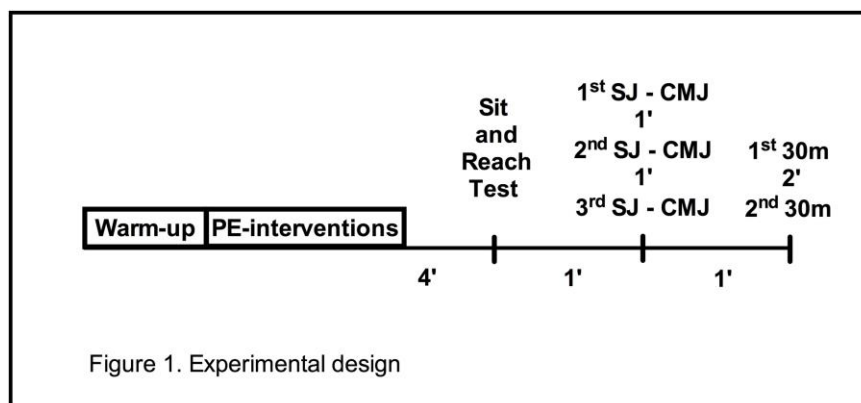 Sit
and
Reach
Test
1st SJ - CMJ
1'
2nd SJ - CMJ
1'
3rd SJ - CMJ
1st 30m
2'
2nd 30m
Warm-up
PE-interventions
4'
1'
1'
Figure 1. Experimental design